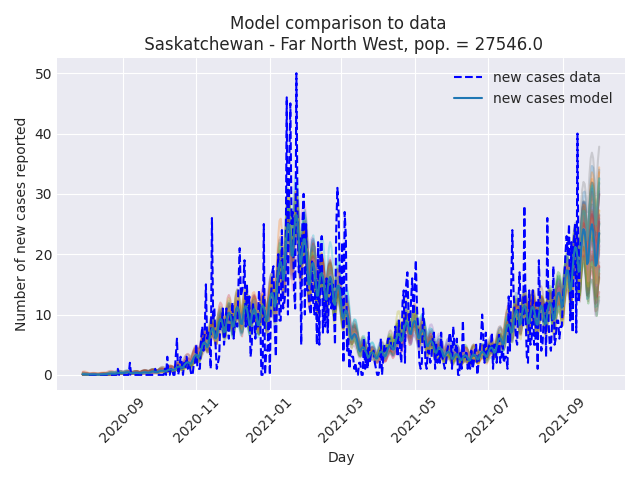 Model comparison to data
Saskatchewan - Far North West, pop. = 27546.0
new cases data
new cases model
Number of new cases reported
50
40
30
20
10
0
2020-09
2020-11
2021-01
2021-03
2021-05
2021-07
2021-09
Day